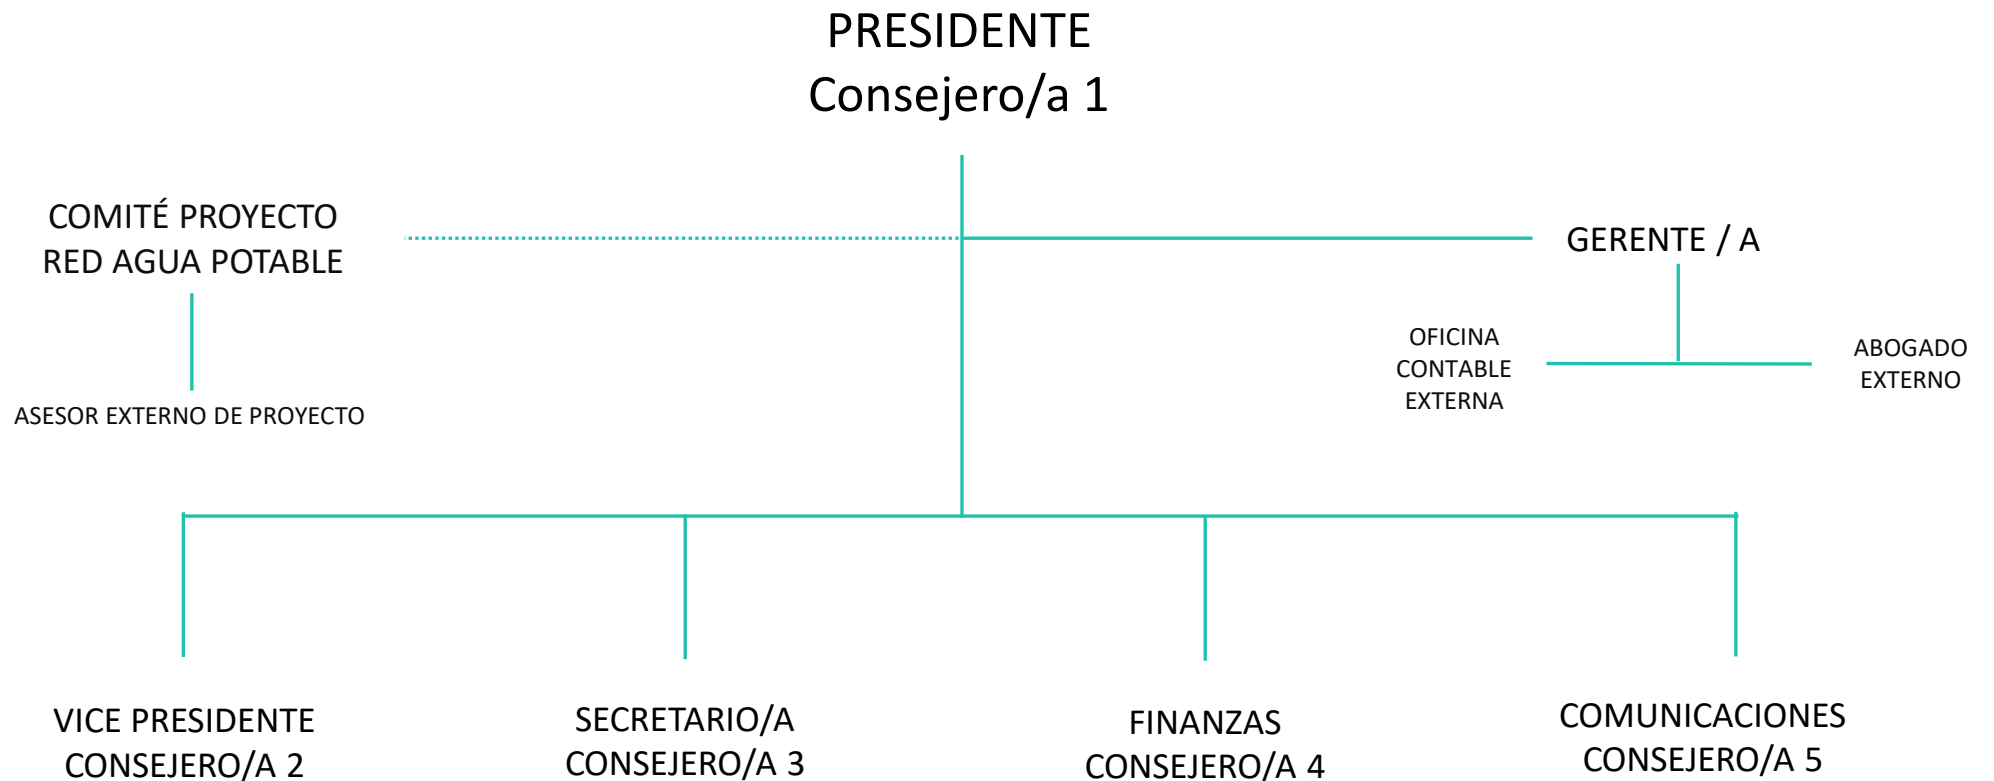 PRESIDENTE
Consejero/a 1
COMITÉ PROYECTO
RED AGUA POTABLE
GERENTE / A
OFICINA
CONTABLE
EXTERNA
ABOGADO
EXTERNO
ASESOR EXTERNO DE PROYECTO
VICE PRESIDENTE
CONSEJERO/A 2
SECRETARIO/A
CONSEJERO/A 3
FINANZAS
CONSEJERO/A 4
COMUNICACIONES
CONSEJERO/A 5